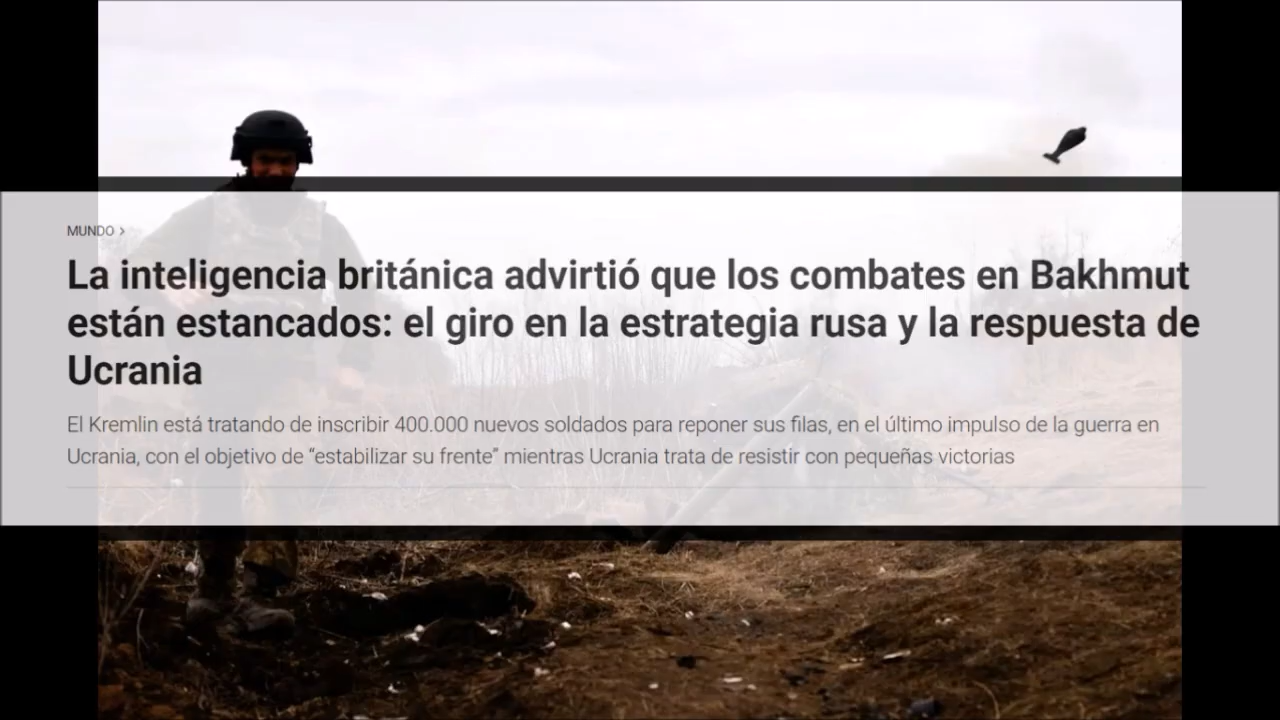 MUNDO >
La inteligencia británica advirtió que los combates en Bakhmut
están estancados: el giro en la estrategia rusa y la respuesta de
Ucrania
El Kremlin está tratando de inscribir 400.000 nuevos soldados para reponer sus filas, en el último impulso de la guerra en
Ucrania, con el objetivo de “estabilizar su frente” mientras Ucrania trata de resistir con pequeñas victorias